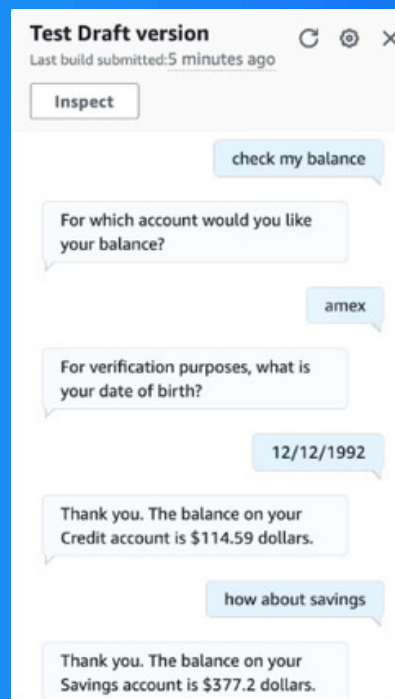 Test Draft version
Last build submitted:5 minutes ago
Inspect
check my balance
For which account would you like
your balance?
amex
For verification purposes, what is
your date of birth?
12/12/1992
Thank you. The balance on your
Credit account is $114.59 dollars.
how about savings
Thank you. The balance on your
Savings account is $377.2 dollars.